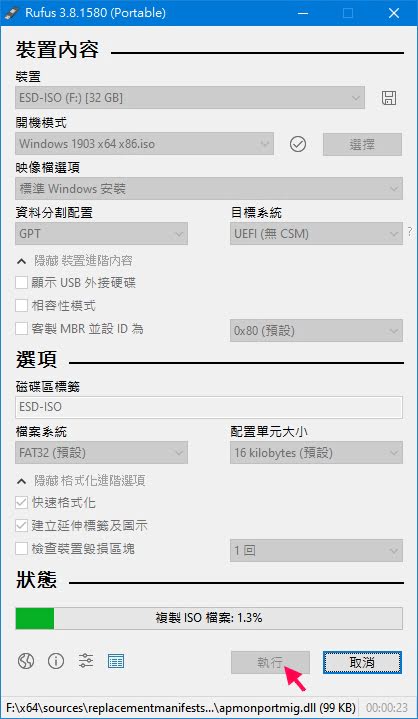 Rufus 3.8.1580 (Portable)
裝置內容
裝置
ESD-ISO (F:) [32 GB]
開機模式
Windows 1903 x64 x86.iso
選擇
映像檔選項
標準 Windows 安裝
資料分割配置 目標系統
GPT UEFI (無 CSM) ?
隱藏 裝置進階內容
顯示 USB 外接硬碟
相容性模式
客製 MBR 並設 ID 為 0x80 (預設)
選項
磁碟區標籤
ESD-ISO
檔案系統 配置單元大小
FAT32 (預設) 16 kilobytes (預設)
隱藏 格式化進階選項
快速格式化
建立延伸標籤及圖示
檢查裝置毀損區塊 1 回
狀態
複製 ISO 檔案: 1.3%
執行 取消
F:\x64\sources\replacementmanifests...\apmonportmig.dll (99 KB) 00:00:23